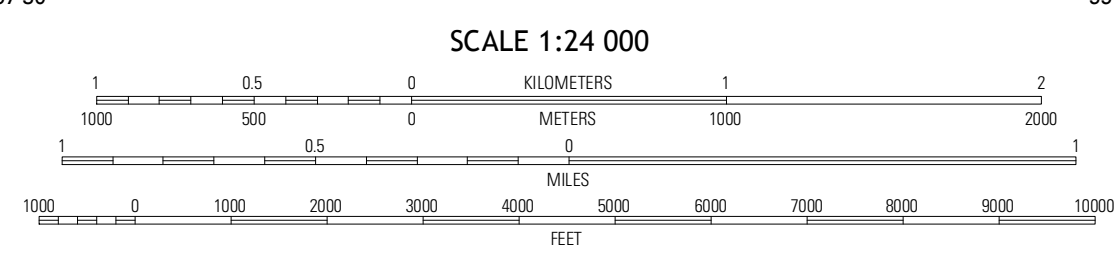 SCALE 1:24 000
1 0.5 0 KILOMETERS 1 2
1000 500 0 METERS 1000 2000
1 0.5 0 1
MILES
1000 0 1000 2000 3000 4000 5000 6000 7000 8000 9000 10000
FEET